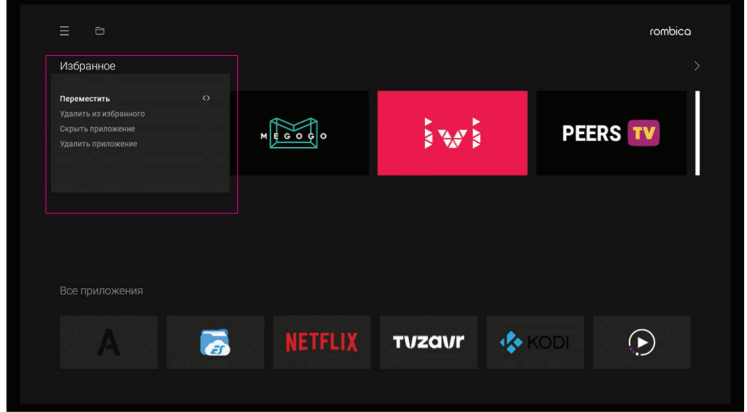 rombica
Избранное
Переместить
Удалить из избранного
Скрыть приложение
Удалить приложение
MEGOGO
ivi
PEERS TV
Все приложения
A
ES
NETFLIX
TVZAVR
KODI